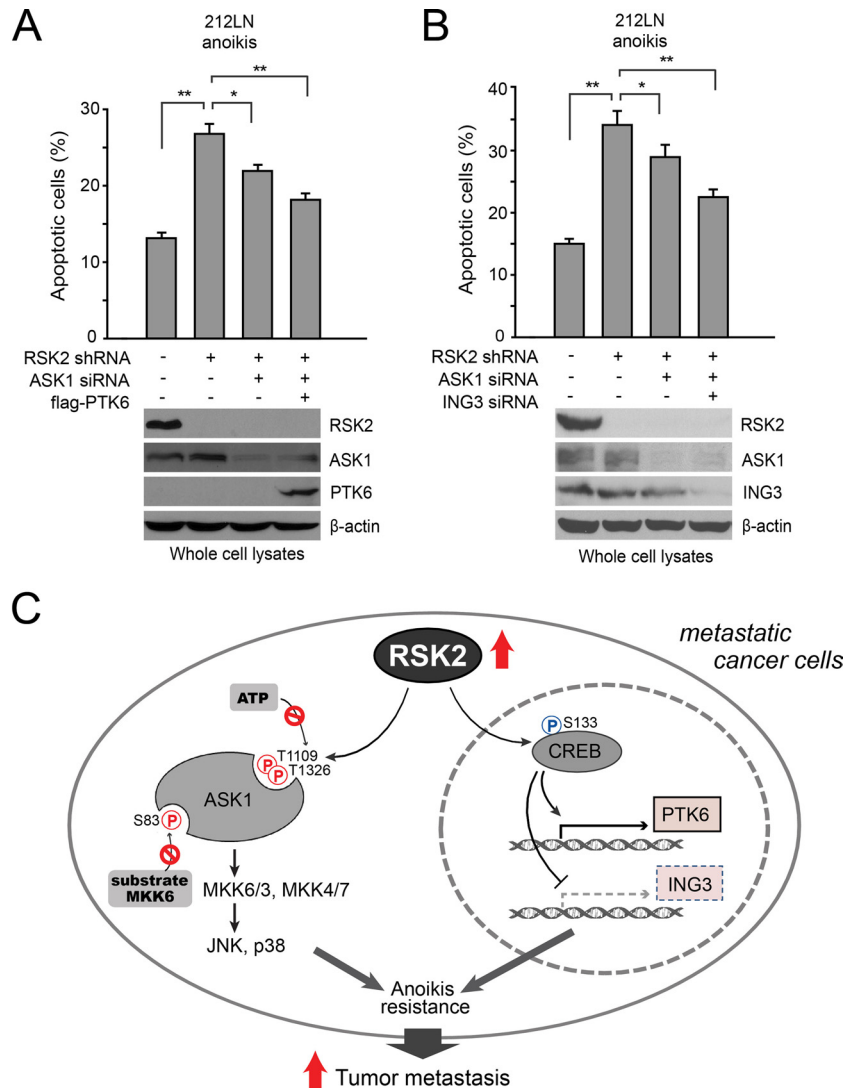 A
212LN
anoikis
** * **
Apoptotic cells (%)
30
20
10
0
RSK2 shRNA - + + +
ASK1 siRNA - - + +
flag-PTK6 - - - +
RSK2
ASK1
PTK6
β-actin
Whole cell lysates
B
212LN
anoikis
** * **
Apoptotic cells (%)
40
30
20
10
0
RSK2 shRNA - + + +
ASK1 siRNA - - + +
ING3 siRNA - - - +
RSK2
ASK1
ING3
β-actin
Whole cell lysates
C
metastatic
cancer cells
RSK2
ATP
P T1109
P T1326
ASK1
S83 P
substrate
MKK6
MKK6/3, MKK4/7
JNK, p38
P S133
CREB
PTK6
ING3
Anoikis
resistance
Tumor metastasis